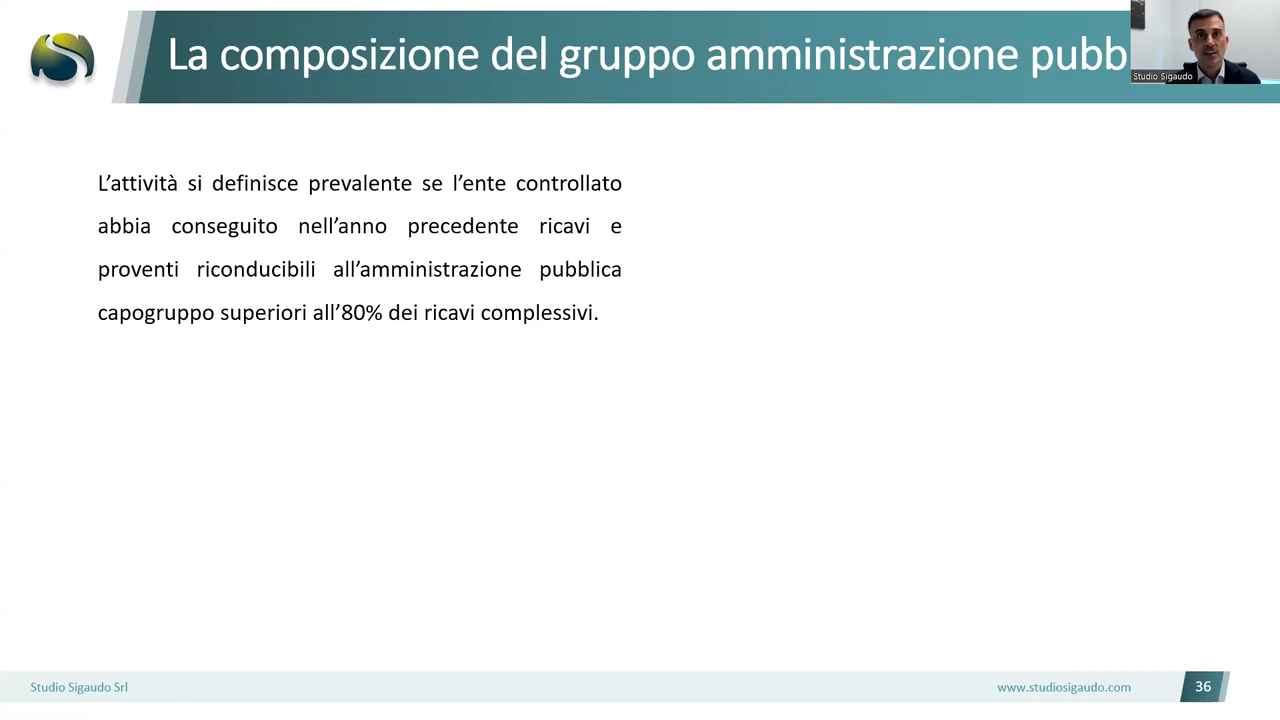 La composizione del gruppo amministrazione pubb
Studio Sigaudo
L’attività si definisce prevalente se l’ente controllato
abbia conseguito nell’anno precedente ricavi e
proventi riconducibili all’amministrazione pubblica
capogruppo superiori all’80% dei ricavi complessivi.
Studio Sigaudo Srl
www.studiosigaudo.com
36